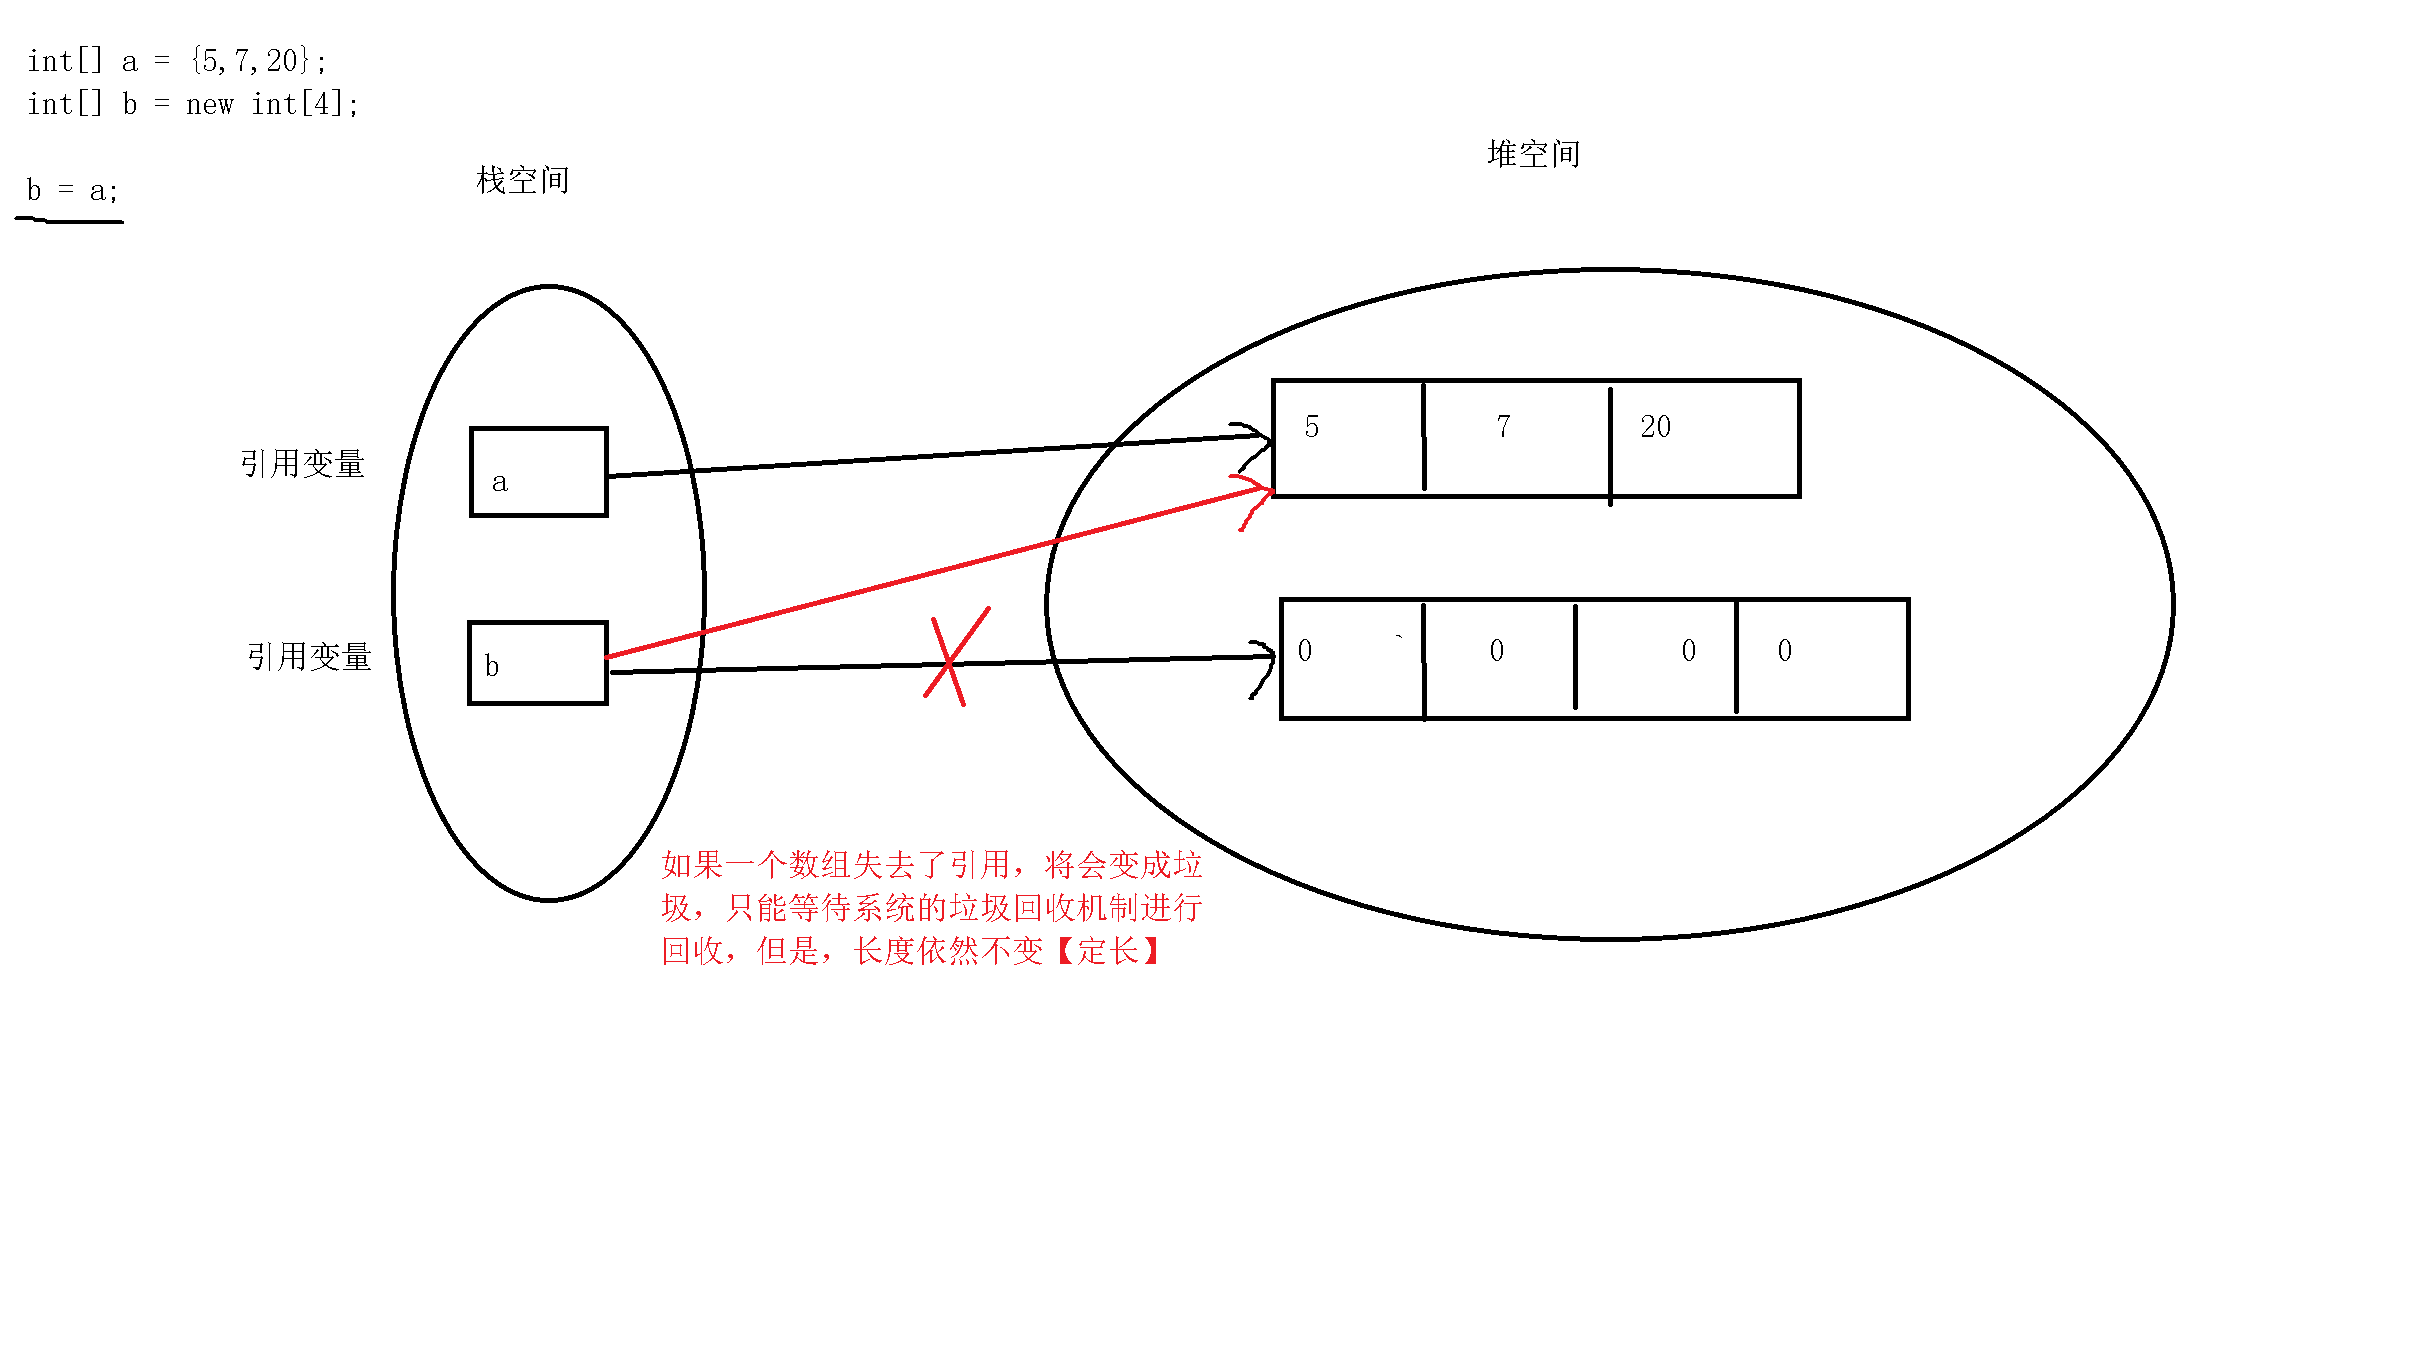 int[] a = {5,7,20};
int[] b = new int[4];
b = a;
栈空间
堆空间
引用变量
a
5 7 20
引用变量
b
0 ` 0 0 0
如果一个数组失去了引用，将会变成垃
圾，只能等待系统的垃圾回收机制进行
回收，但是，长度依然不变【定长】